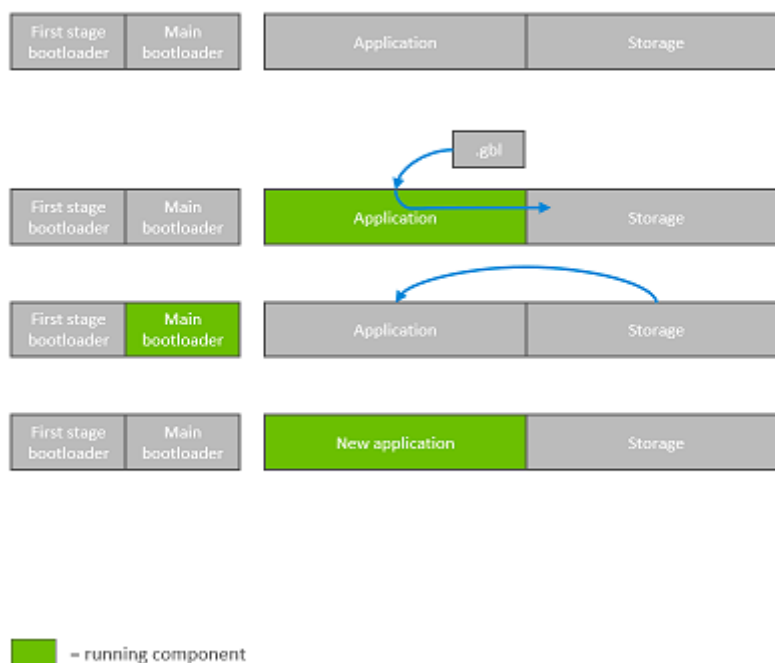 First stage
bootloader
Main
bootloader
Application
Storage
.gbl
First stage
bootloader
Main
bootloader
Application
Storage
First stage
bootloader
Main
bootloader
Application
Storage
First stage
bootloader
Main
bootloader
New application
Storage
= running component